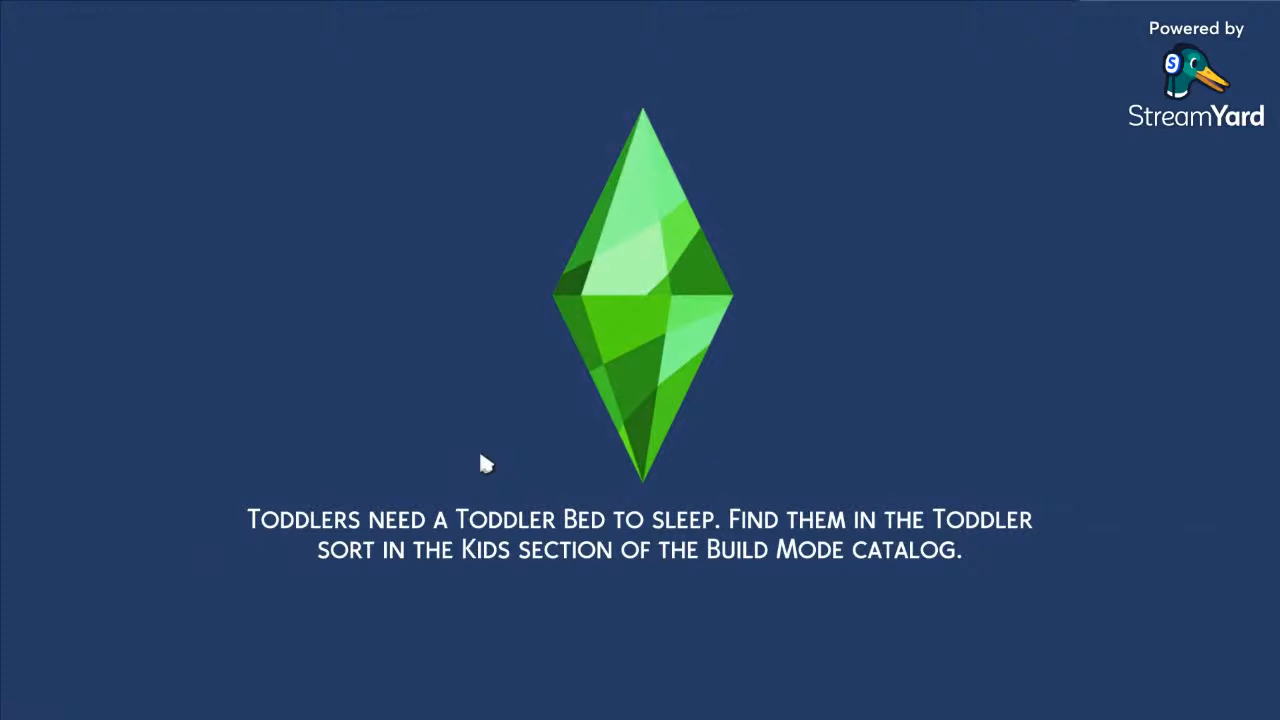 Powered by
S
StreamYard
Toddlers need a Toddler Bed to sleep. Find them in the Toddler
sort in the Kids section of the Build Mode catalog.